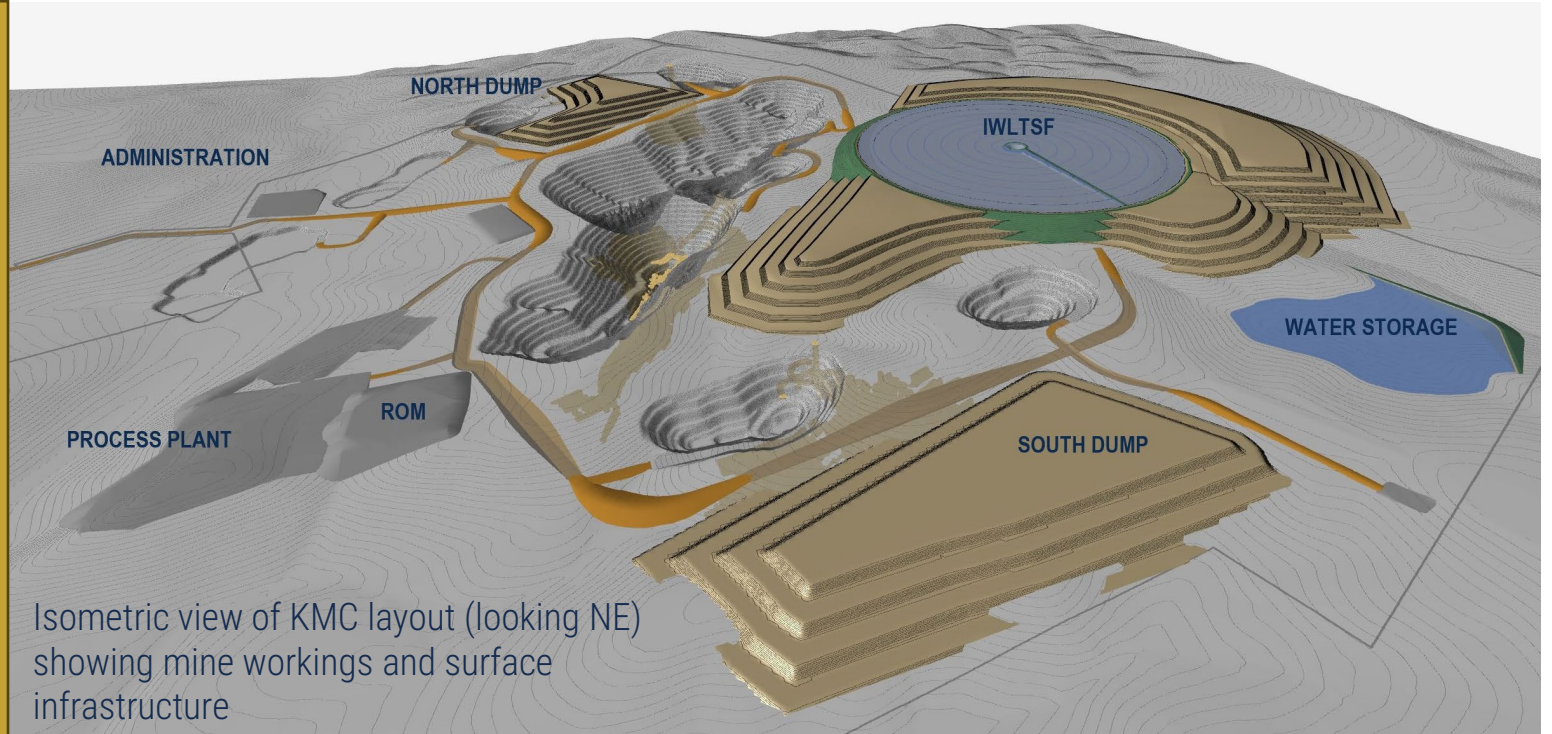 NORTH DUMP
IWLTSF
ADMINISTRATION
WATER STORAGE
ROM
PROCESS PLANT
SOUTH DUMP
Isometric view of KMC layout (looking NE)
showing mine workings and surface
infrastructure